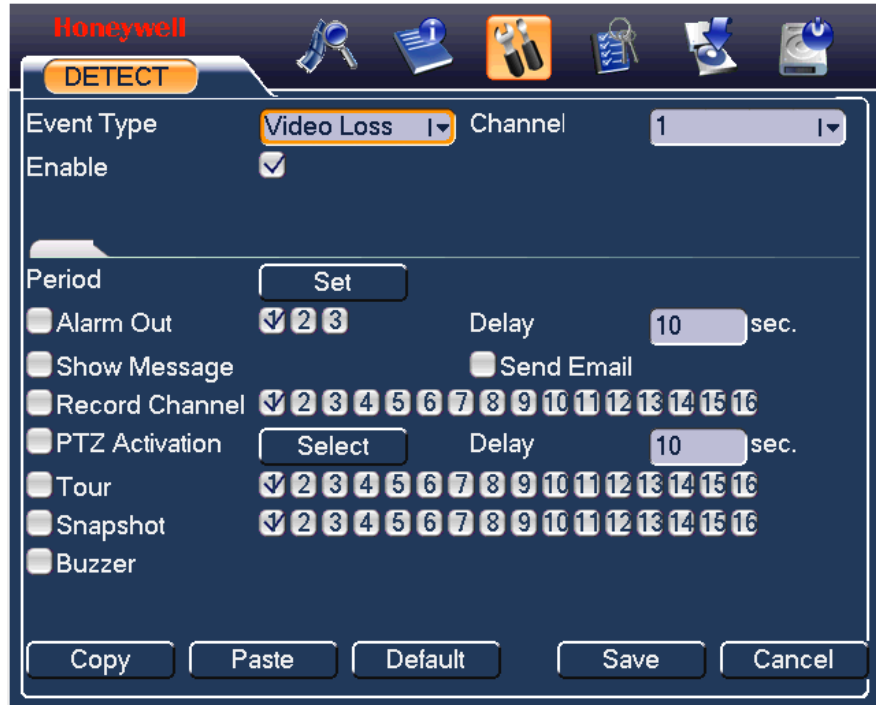 Honeywell
DETECT
Event Type Video Loss Channel 1
Enable
Period Set
Alarm Out 1 2 3 Delay 10 sec.
Show Message Send Email
Record Channel 1 2 3 4 5 6 7 8 9 10 11 12 13 14 15 16
PTZ Activation Select Delay 10 sec.
Tour 1 2 3 4 5 6 7 8 9 10 11 12 13 14 15 16
Snapshot 1 2 3 4 5 6 7 8 9 10 11 12 13 14 15 16
Buzzer
Copy Paste Default Save Cancel